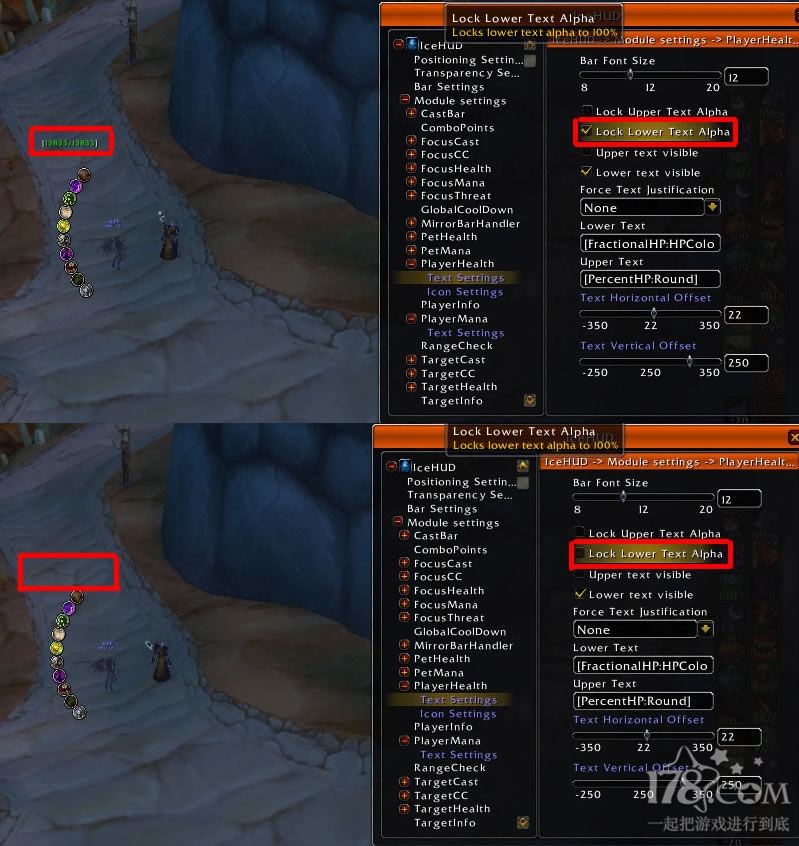 Lock Lower Text Alpha
Locks lower text alpha to 100%
IceHUD -> Module settings -> PlayerHealt...
IceHUD
Positioning Settin...
Transparency Se...
Bar Settings
Module settings
CastBar
ComboPoints
FocusCast
FocusCC
FocusHealth
FocusMana
FocusThreat
GlobalCoolDown
MirrorBarHandler
PetHealth
PetMana
PlayerHealth
Text Settings
Icon Settings
PlayerInfo
PlayerMana
Text Settings
RangeCheck
TargetCast
TargetCC
TargetHealth
TargetInfo
Bar Font Size
12
8 12 20
Lock Upper Text Alpha
Lock Lower Text Alpha
Upper text visible
Lower text visible
Force Text Justification
None
Lower Text
[FractionalHP:HPColo
Upper Text
[PercentHP:Round]
Text Horizontal Offset
22
-350 22 350
Text Vertical Offset
250
-250 250 350
[13833/13833]
Lock Lower Text Alpha
Locks lower text alpha to 100%
IceHUD -> Module settings -> PlayerHealt...
IceHUD
Positioning Settin...
Transparency Se...
Bar Settings
Module settings
CastBar
ComboPoints
FocusCast
FocusCC
FocusHealth
FocusMana
FocusThreat
GlobalCoolDown
MirrorBarHandler
PetHealth
PetMana
PlayerHealth
Text Settings
Icon Settings
PlayerInfo
PlayerMana
Text Settings
RangeCheck
TargetCast
TargetCC
TargetHealth
TargetInfo
Bar Font Size
12
8 12 20
Lock Upper Text Alpha
Lock Lower Text Alpha
Upper text visible
Lower text visible
Force Text Justification
None
Lower Text
[FractionalHP:HPColo
Upper Text
[PercentHP:Round]
Text Horizontal Offset
22
-350 22 350
Text Vertical Offset
250
-250 250 350
178.COM
一起把游戏进行到底